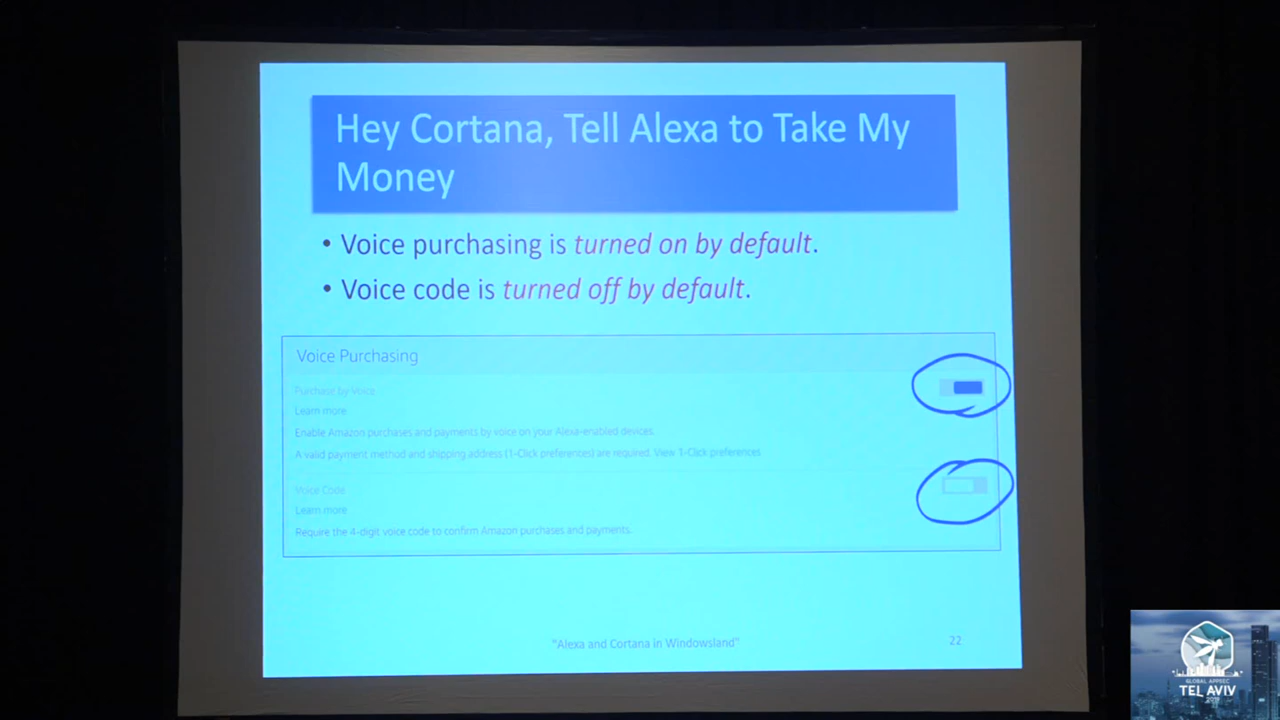 Hey Cortana, Tell Alexa to Take My
Money
• Voice purchasing is turned on by default.
• Voice code is turned off by default.
Voice Purchasing
Purchase by Voice
Learn more
Enable Amazon purchases and payments by voice on your Alexa-enabled devices.
A valid payment method and shipping address (1-Click preferences) are required. View 1-Click preferences
Voice Code
Learn more
Require the 4-digit voice code to confirm Amazon purchases and payments.
"Alexa and Cortana in Windowsland"
22
GLOBAL APPSEC
TEL AVIV